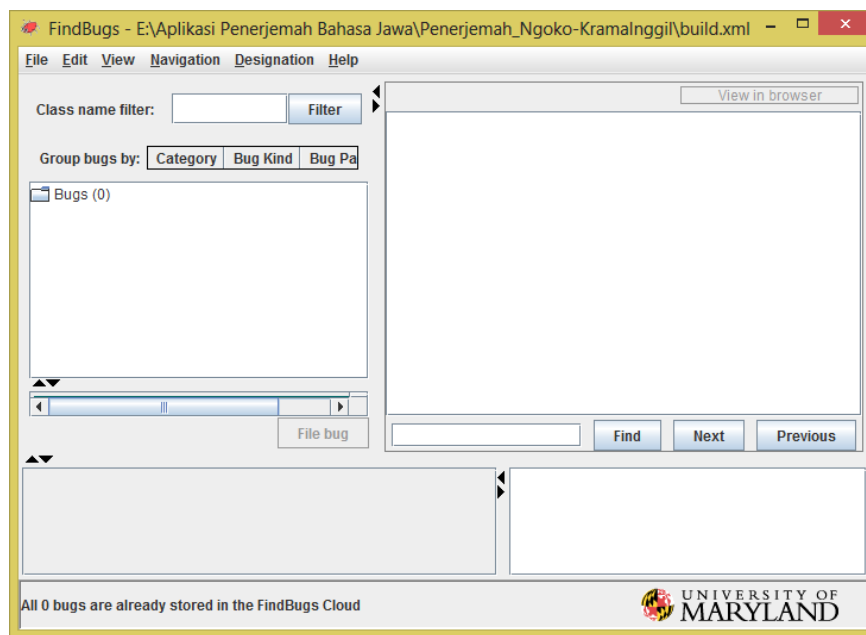 FindBugs - E:\Aplikasi Penerjemah Bahasa Jawa\Penerjemah_Ngoko-KramaInggil\build.xml
File Edit View Navigation Designation Help
View in browser
Class name filter: Filter
Group bugs by: Category Bug Kind Bug Pa
Bugs (0)
File bug
Find Next Previous
All 0 bugs are already stored in the FindBugs Cloud
UNIVERSITY OF
MARYLAND